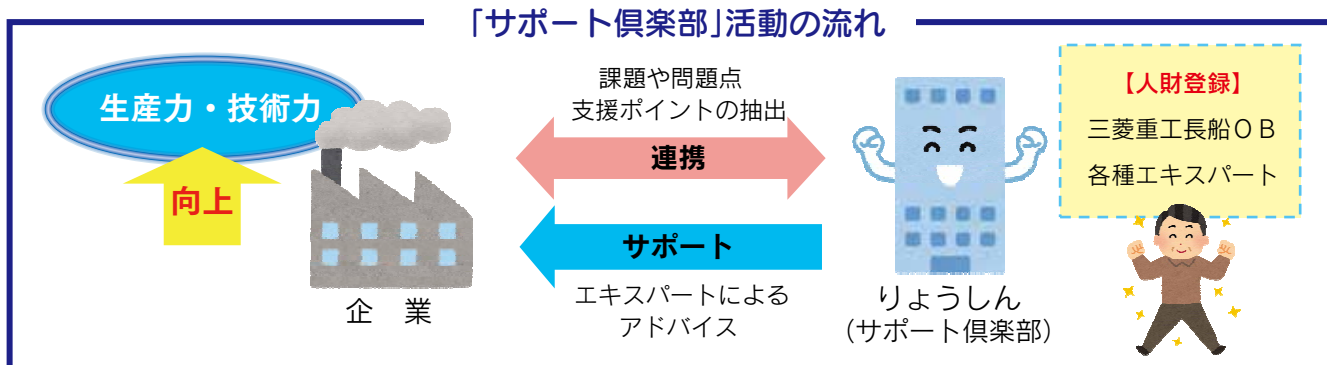 「サポート倶楽部」活動の流れ
生産力・技術力
向上
企　業
課題や問題点
支援ポイントの抽出
連携
サポート
エキスパートによる
アドバイス
りょうしん
（サポート倶楽部）
【人財登録】
三菱重工長船ＯＢ
各種エキスパート